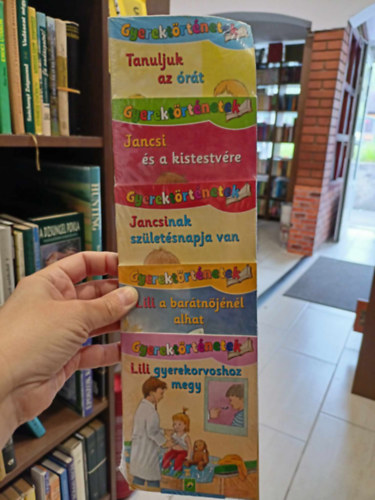 Gyerektörténetek
Tanuljuk
az órát
Gyerektörténetek
Jancsi
és a kistestvére
Gyerektörténetek
Jancsinak
születésnapja van
Gyerektörténetek
Lili a barátnőjénél
alhat
Gyerektörténetek
Lili gyerekorvoshoz
megy
HUNTING